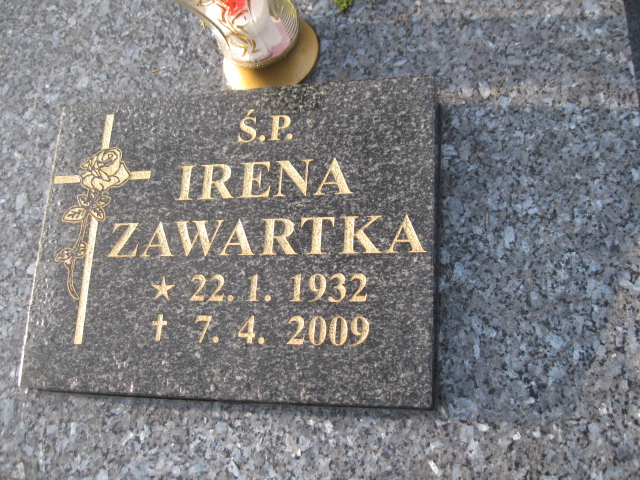 Ś.P.
IRENA
ZAWARTKA
★ 22. 1. 1932
✝ 7. 4. 2009